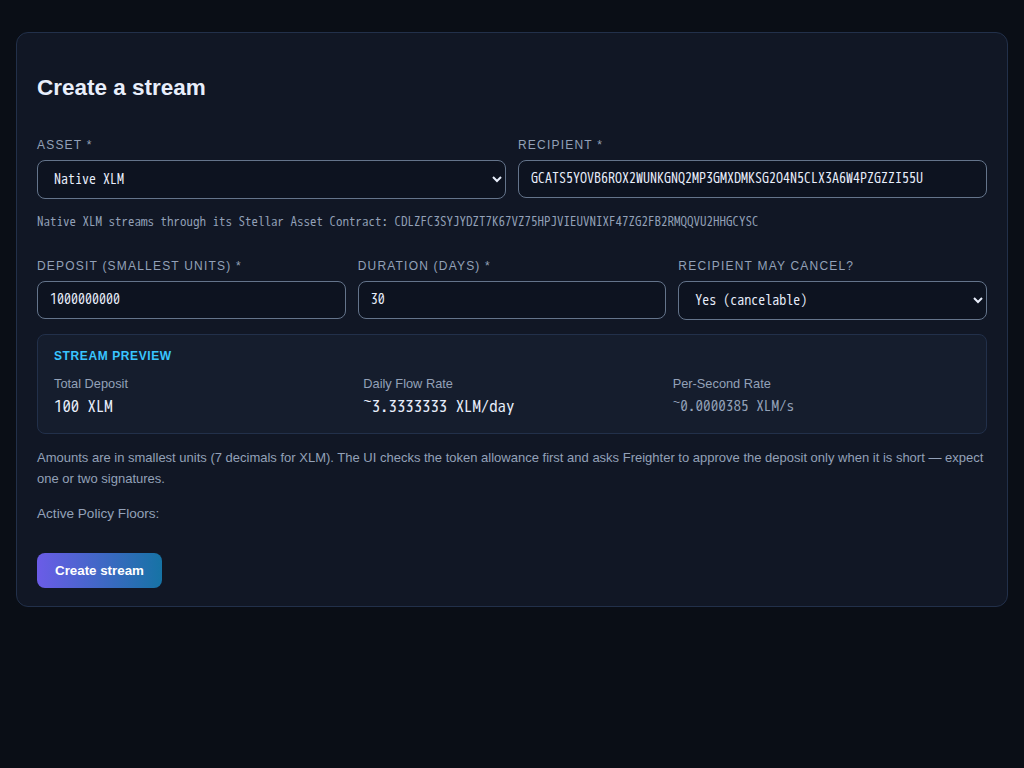 Create a stream
ASSET *
RECIPIENT *
Native XLM
GCATS5YOVB6ROX2WUNKGNQ2MP3GMXDMKSG2O4N5CLX3A6W4PZGZZI55U
Native XLM streams through its Stellar Asset Contract: CDLZFC3SYJYDZT7K67VZ75HPJVIEUVNIXF47ZG2FB2RMQQVU2HHGCYSC
DEPOSIT (SMALLEST UNITS) *
DURATION (DAYS) *
RECIPIENT MAY CANCEL?
1000000000
30
Yes (cancelable)
STREAM PREVIEW
Total Deposit
Daily Flow Rate
Per-Second Rate
100 XLM
~3.3333333 XLM/day
~0.0000385 XLM/s
Amounts are in smallest units (7 decimals for XLM). The UI checks the token allowance first and asks Freighter to approve the deposit only when it is short — expect
one or two signatures.
Active Policy Floors:
Create stream